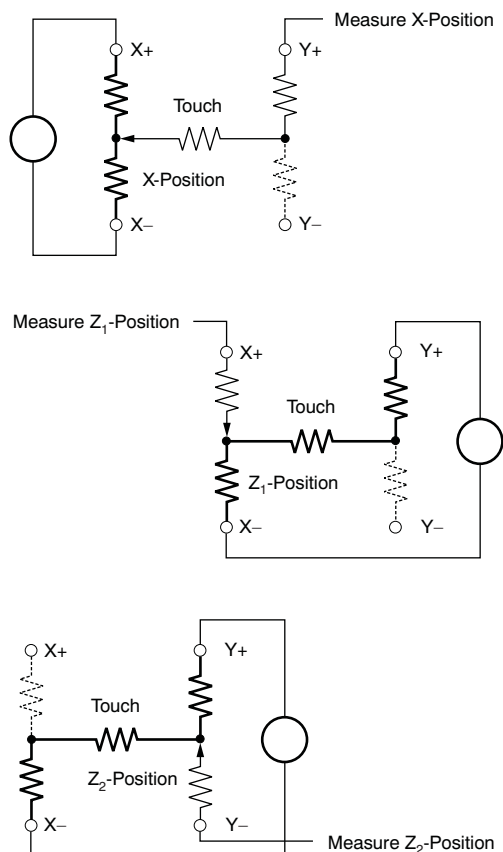 Measure X-Position
X+
Y+
Touch
X-Position
X–
Y–
Measure Z₁-Position
X+
Y+
Touch
Z₁-Position
X–
Y–
X+
Y+
Touch
Z₂-Position
X–
Y–
Measure Z₂-Position